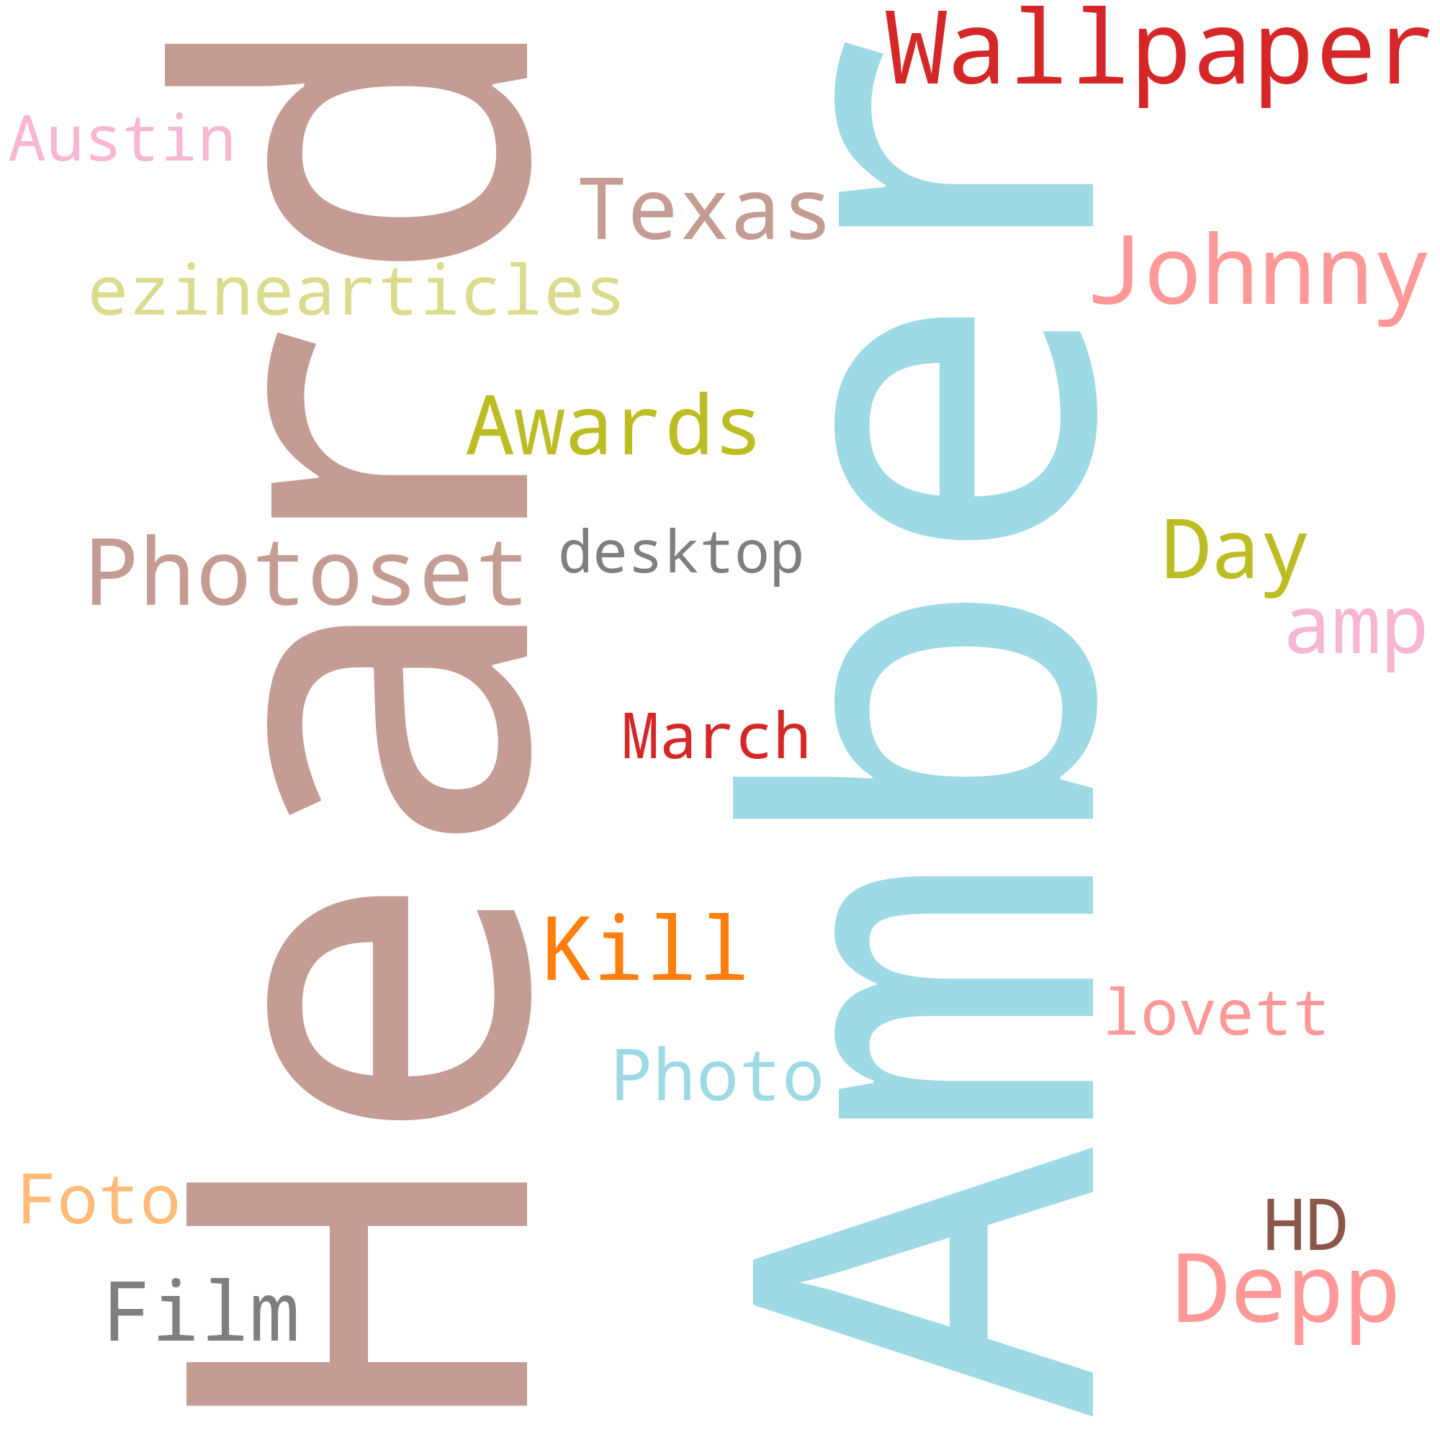 Wallpaper
Austin
Texas
Johnny
ezinearticles
Awards
Photoset
desktop
Day
amp
March
Heard
Amber
Kill
lovett
Photo
Foto
HD
Film
Depp